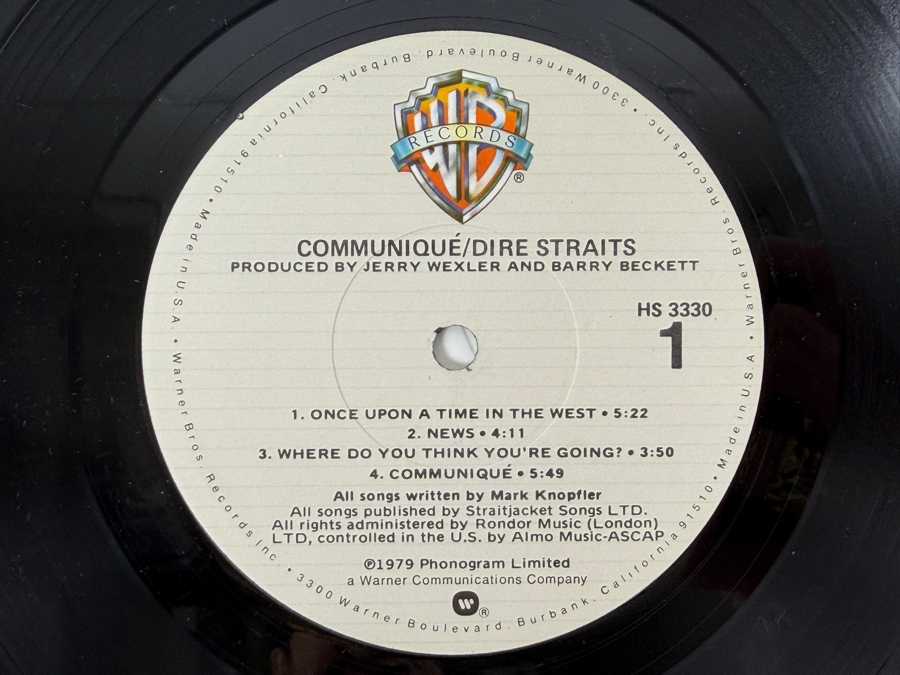 WB
RECORDS
®
COMMUNIQUÉ/DIRE STRAITS
PRODUCED BY JERRY WEXLER AND BARRY BECKETT
HS 3330
1
1. ONCE UPON A TIME IN THE WEST • 5:22
2. NEWS • 4:11
3. WHERE DO YOU THINK YOU'RE GOING? • 3:50
4. COMMUNIQUÉ • 5:49
All songs written by Mark Knopfler
All songs published by Straitjacket Songs LTD.
All rights administered by Rondor Music (London)
LTD, controlled in the U.S. by Almo Music-ASCAP
℗1979 Phonogram Limited
a Warner Communications Company
®
Warner Bros. Records Inc. • 3300 Warner Boulevard. Burbank. California 91510 • Made in U.S.A. • Warner Bros. Records Inc. • 3300 Warner Boulevard. Burbank. California 91510 • Made in U.S.A. •